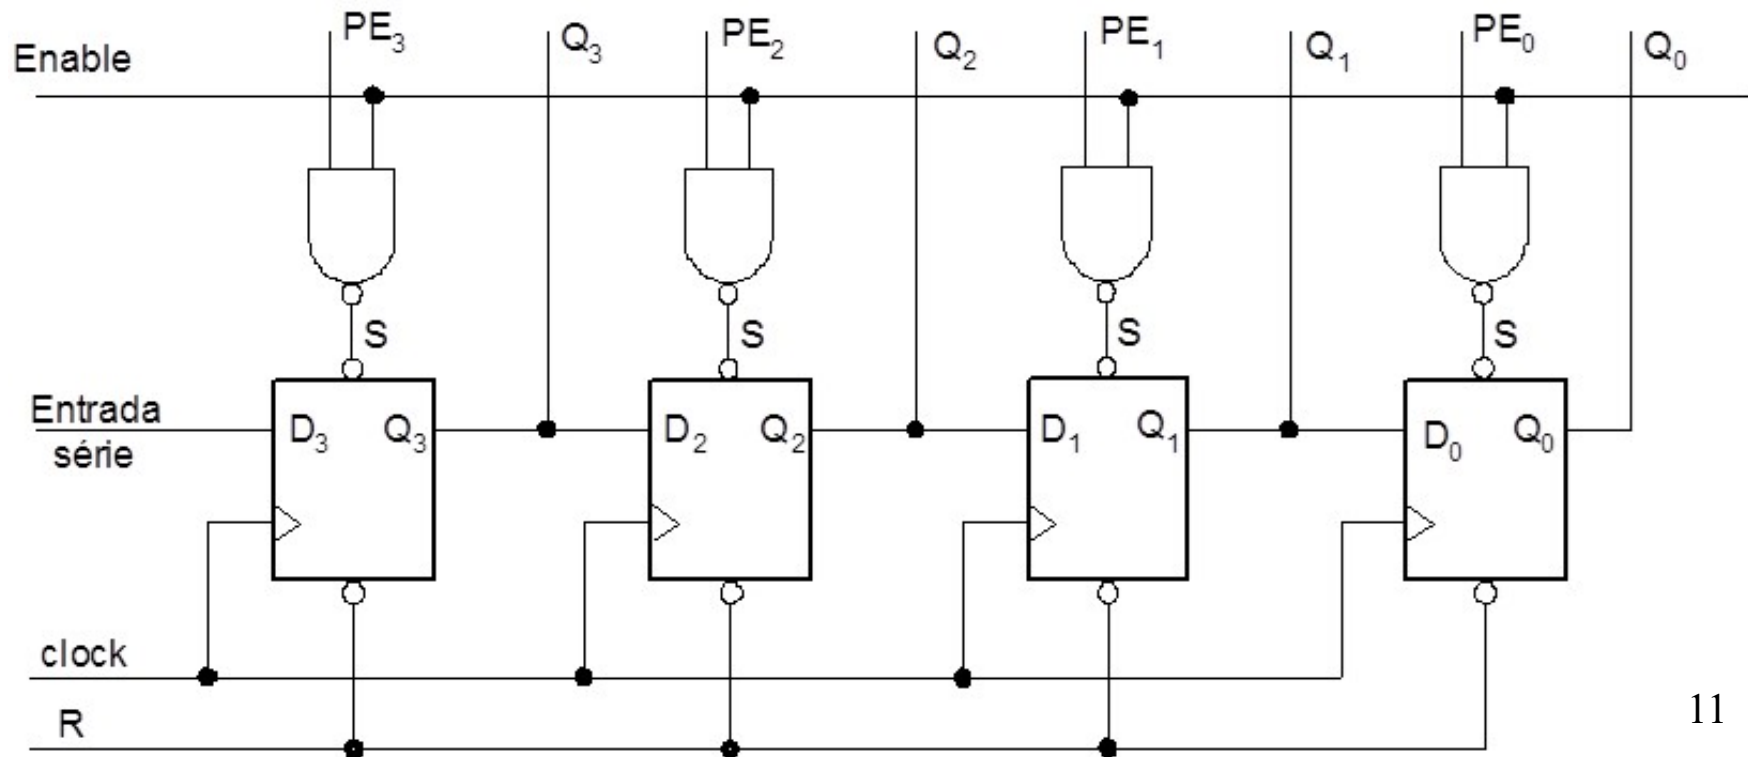 PE₃
Q₃
PE₂
Q₂
PE₁
Q₁
PE₀
Q₀
Enable
S
S
S
S
Entrada
série
D₃
Q₃
D₂
Q₂
D₁
Q₁
D₀
Q₀
clock
R
11